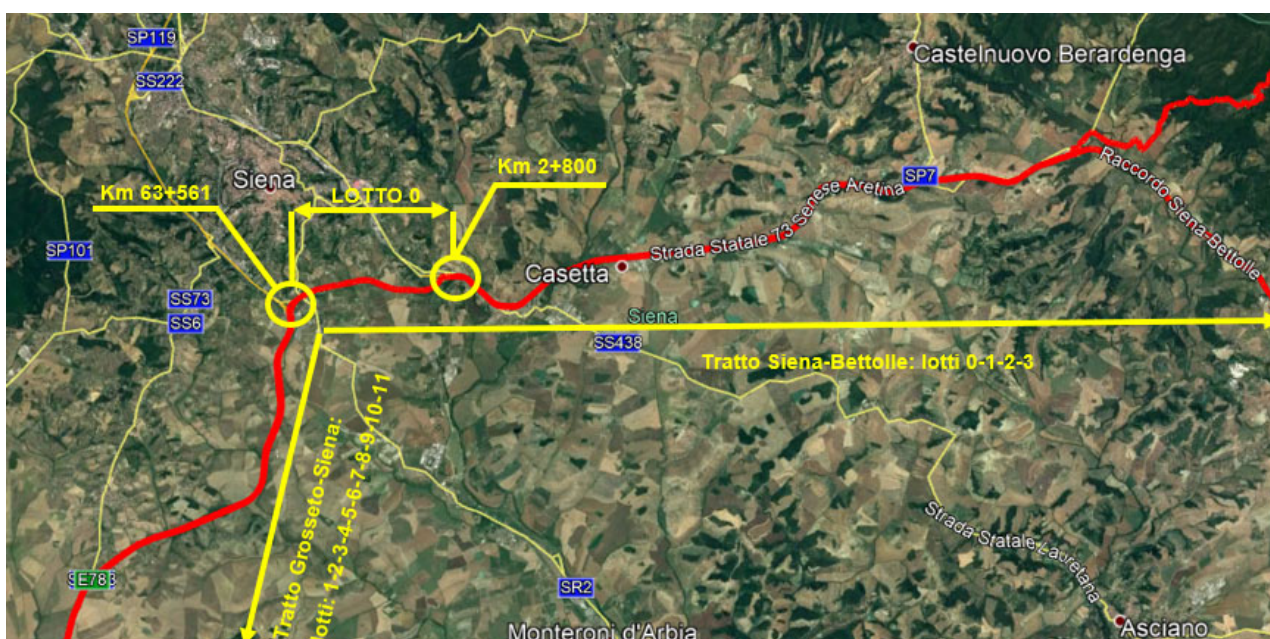 SP119
SS222
Castelnuovo Berardenga
Km 63+561
Siena
LOTTO 0
Km 2+800
SP7
Raccordo Siena-Bettolle
SP101
Strada Statale 73 Senese Aretina
Casetta
SS73
SS6
Siena
SS438
Tratto Siena-Bettolle: lotti 0-1-2-3
Tratto Grosseto-Siena:
lotti: 1-2-3-4-5-6-7-8-9-10-11
Strada Statale Lauretana
E78
SR2
Monteroni d'Arbia
Asciano